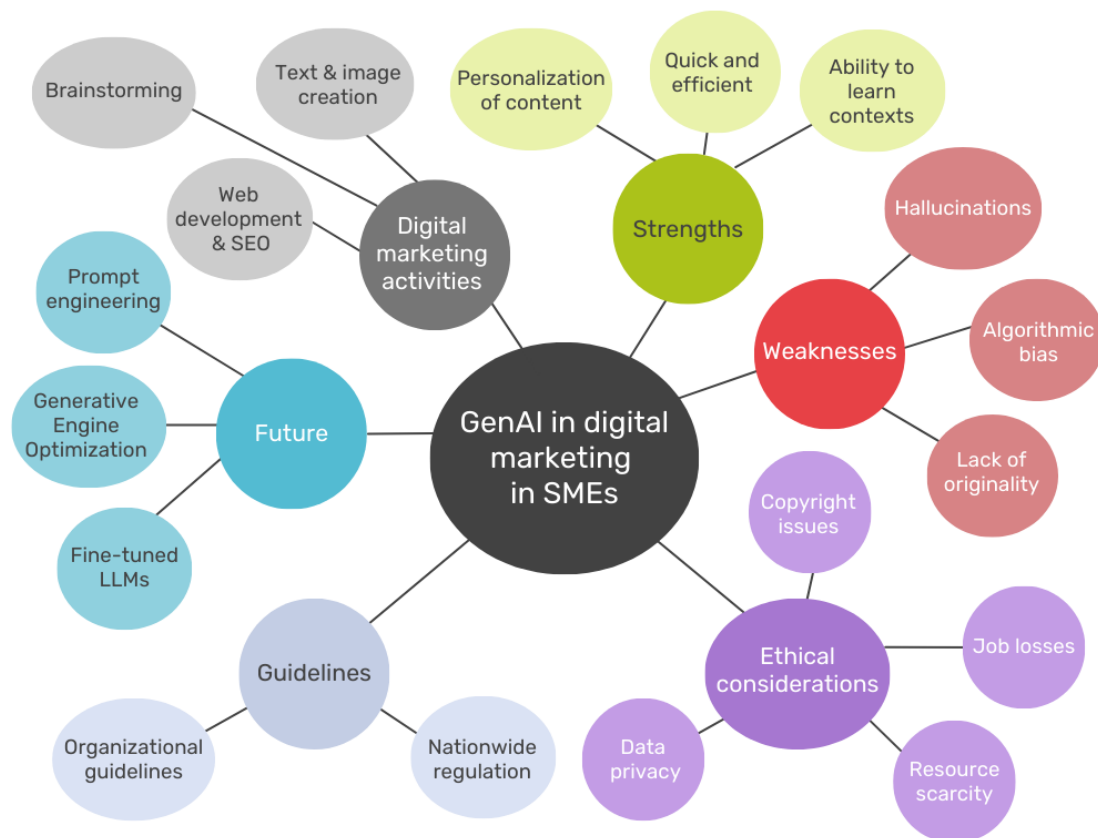 Brainstorming
Text & image
creation
Web
development
& SEO
Digital
marketing
activities
Personalization
of content
Quick and
efficient
Ability to
learn
contexts
Strengths
Hallucinations
Algorithmic
bias
Lack of
originality
Weaknesses
Prompt
engineering
Generative
Engine
Optimization
Fine-tuned
LLMs
Future
GenAI in digital
marketing
in SMEs
Copyright
issues
Job losses
Resource
scarcity
Data
privacy
Ethical
considerations
Guidelines
Organizational
guidelines
Nationwide
regulation